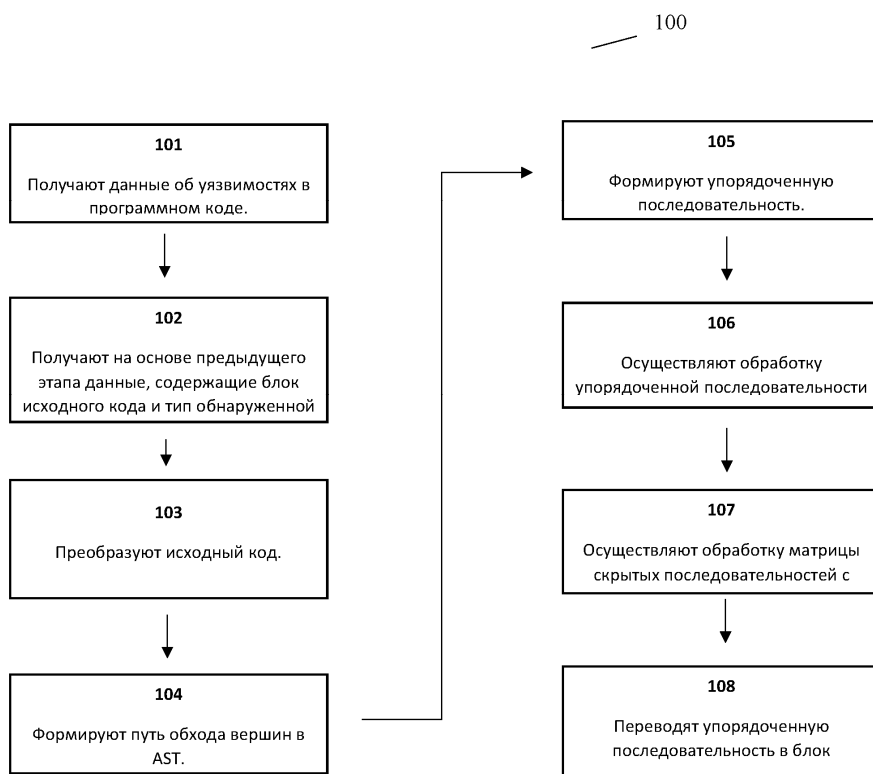 100
101
Получают данные об уязвимостях в
программном коде.
102
Получают на основе предыдущего
этапа данные, содержащие блок
исходного кода и тип обнаруженной
103
Преобразуют исходный код.
104
Формируют путь обхода вершин в
AST.
105
Формируют упорядоченную
последовательность.
106
Осуществляют обработку
упорядоченной последовательности
107
Осуществляют обработку матрицы
скрытых последовательностей с
108
Переводят упорядоченную
последовательность в блок